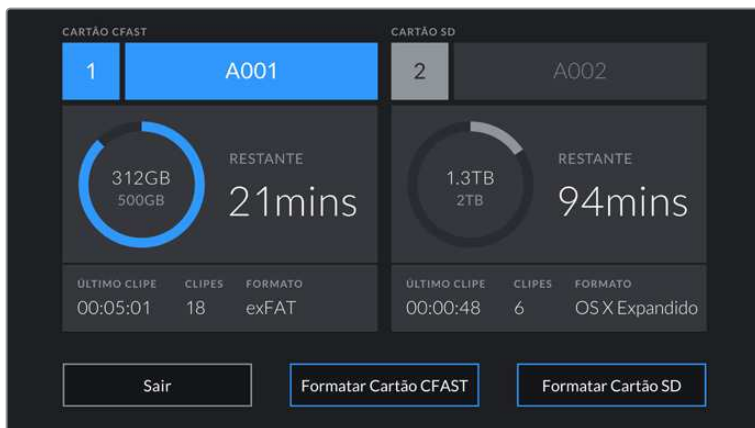 CARTÃO CFAST
1
A001
312GB
500GB
RESTANTE
21mins
ÚLTIMO CLIPE CLIPES FORMATO
00:05:01 18 exFAT
CARTÃO SD
2
A002
1.3TB
2TB
RESTANTE
94mins
ÚLTIMO CLIPE CLIPES FORMATO
00:00:48 6 OS X Expandido
Sair
Formatar Cartão CFAST
Formatar Cartão SD